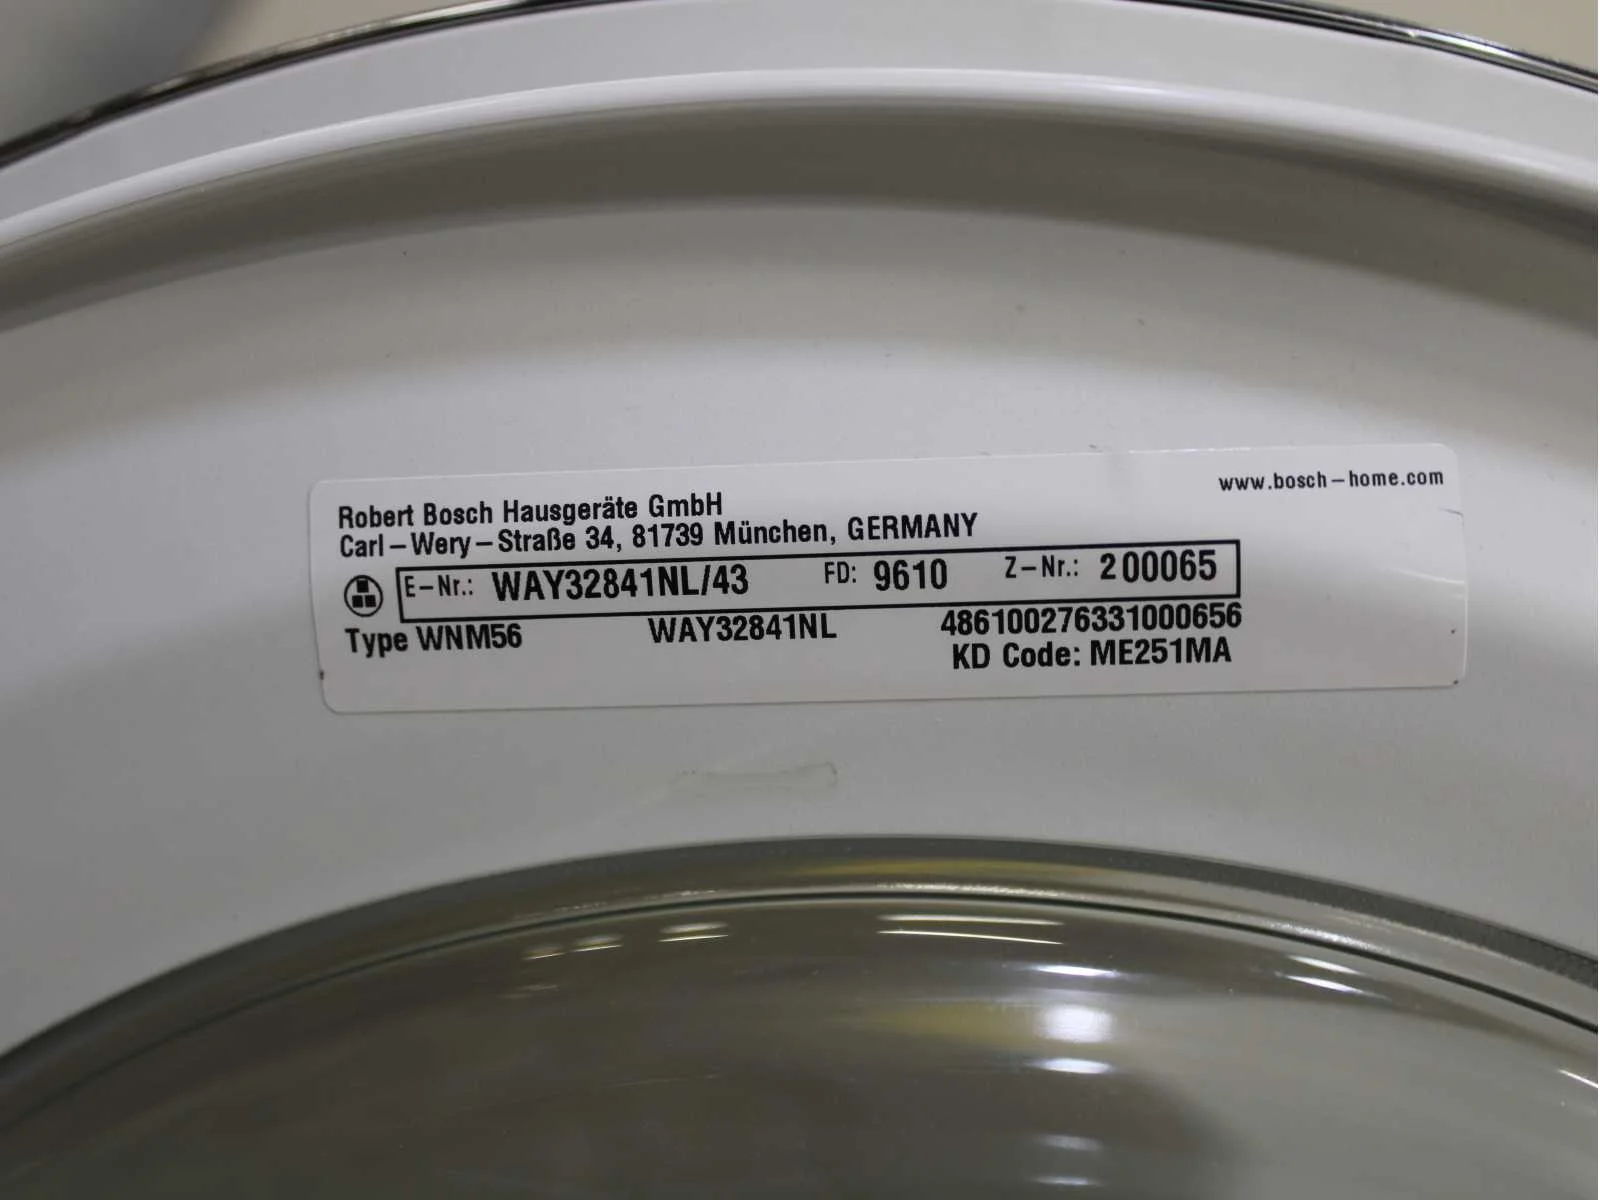 www.bosch-home.com
Robert Bosch Hausgeräte GmbH
Carl-Wery-Straße 34, 81739 München, GERMANY
E-Nr.: WAY32841NL/43 FD: 9610 Z-Nr.: 200065
Type WNM56 WAY32841NL 486100276331000656
KD Code: ME251MA